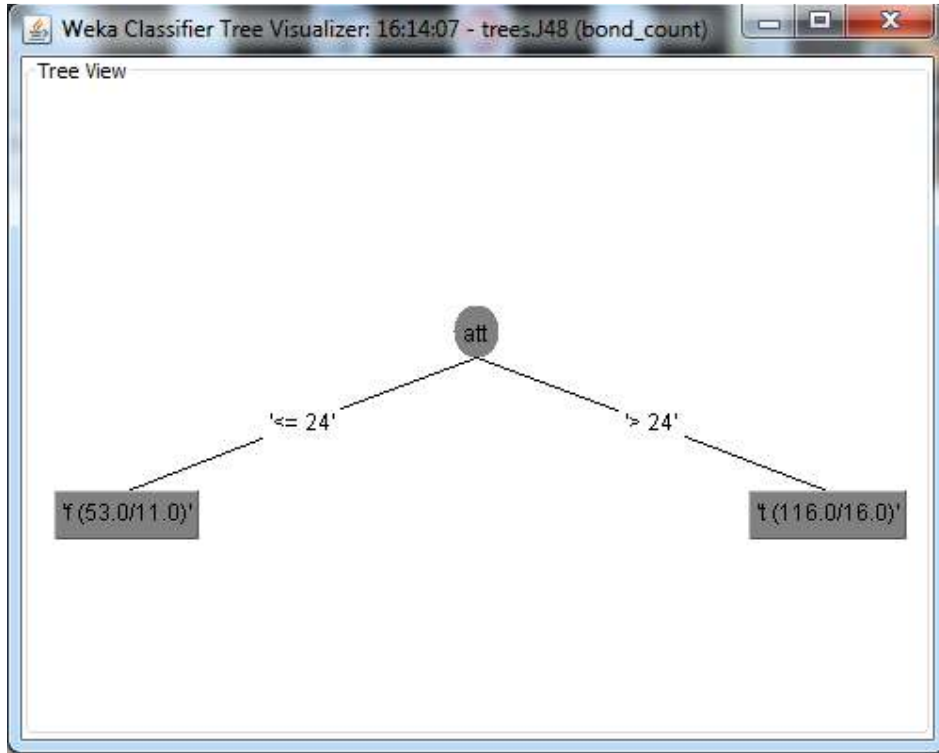 Weka Classifier Tree Visualizer: 16:14:07 - trees.J48 (bond_count)
Tree View
att
'<= 24'
'> 24'
'f (53.0/11.0)'
't (116.0/16.0)'